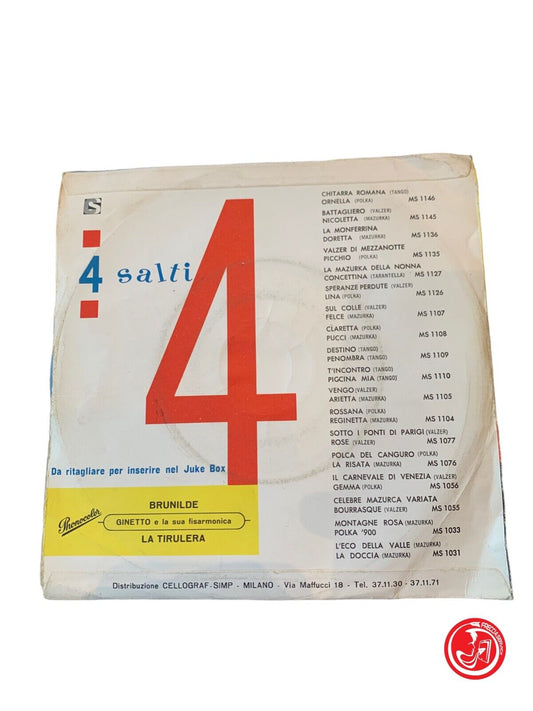 S
4 salti
4
Da ritagliare per inserire nel Juke Box
Phonocolor
BRUNILDE
GINETTO e la sua fisarmonica
LA TIRULERA
CHITARRA ROMANA (TANGO)
ORNELLA (POLKA) MS 1146
BATTAGLIERO (VALZER)
NICOLETTA (MAZURKA) MS 1145
LA MONFERRINA
DORETTA (MAZURKA) MS 1136
VALZER DI MEZZANOTTE
PICCHIO (POLKA) MS 1135
LA MAZURKA DELLA NONNA
CONCETTINA (TARANTELLA) MS 1127
SPERANZE PERDUTE (VALZER)
LINA (POLKA) MS 1126
SUL COLLE (VALZER)
FELCE (MAZURKA) MS 1107
CLARETTA (POLKA)
PUCCI (MAZURKA) MS 1108
DESTINO (TANGO)
PENOMBRA (TANGO) MS 1109
T'INCONTRO (TANGO)
PICCINA MIA (TANGO) MS 1110
VENGO (VALZER)
ARIETTA (MAZURKA) MS 1105
ROSSANA (POLKA)
REGINETTA (MAZURKA) MS 1104
SOTTO I PONTI DI PARIGI (VALZER)
ROSE (VALZER) MS 1077
POLCA DEL CANGURO (POLKA)
LA RISATA (MAZURKA) MS 1076
IL CARNEVALE DI VENEZIA (VALZER)
GEMMA (POLKA) MS 1056
CELEBRE MAZURCA VARIATA
BOURRASQUE (VALZER) MS 1055
MONTAGNE ROSA (MAZURKA)
POLKA '900 MS 1033
L'ECO DELLA VALLE (MAZURKA)
LA DOCCIA (MAZURKA) MS 1031
Distribuzione CELLOGRAF-SIMP - MILANO - Via Maffucci 18 - Tel. 37.11.30 - 37.11.71